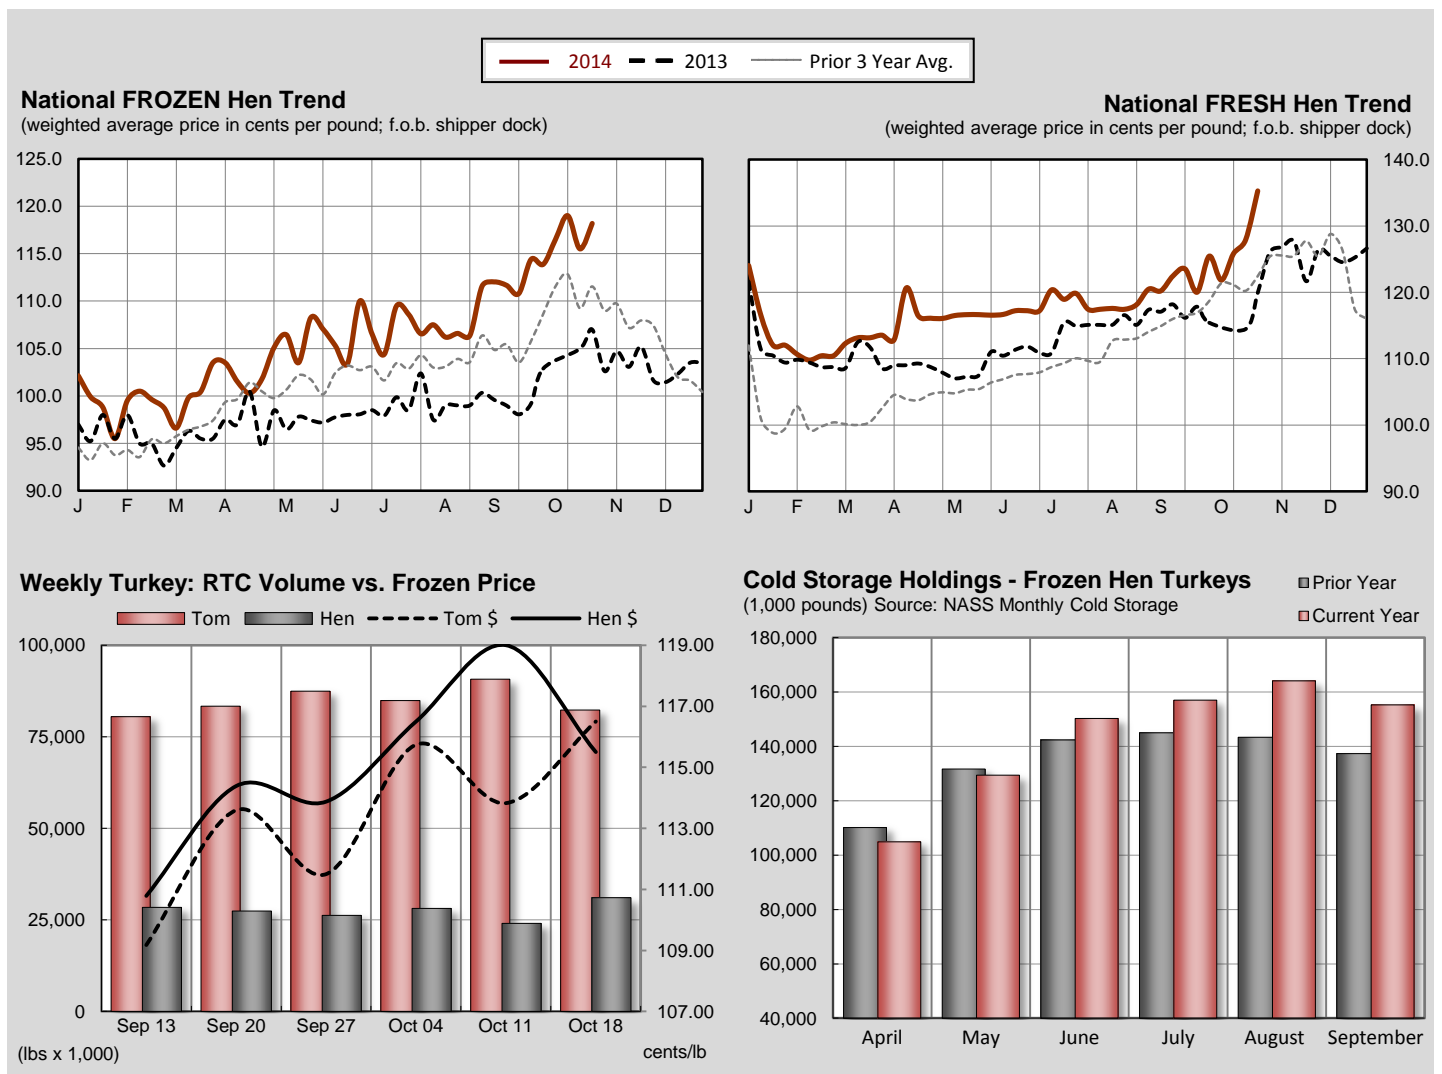 2014 2013 Prior 3 Year Avg.
National FROZEN Hen Trend
(weighted average price in cents per pound; f.o.b. shipper dock)
125.0
120.0
115.0
110.0
105.0
100.0
95.0
90.0
J F M A M J J A S O N D
National FRESH Hen Trend
(weighted average price in cents per pound; f.o.b. shipper dock)
140.0
130.0
120.0
110.0
100.0
90.0
J F M A M J J A S O N D
Weekly Turkey: RTC Volume vs. Frozen Price
Tom Hen Tom $ Hen $
100,000
75,000
50,000
25,000
0
119.00
117.00
115.00
113.00
111.00
109.00
107.00
Sep 13 Sep 20 Sep 27 Oct 04 Oct 11 Oct 18
(lbs x 1,000) cents/lb
Cold Storage Holdings - Frozen Hen Turkeys
(1,000 pounds) Source: NASS Monthly Cold Storage
Prior Year
Current Year
180,000
160,000
140,000
120,000
100,000
80,000
60,000
40,000
April May June July August September